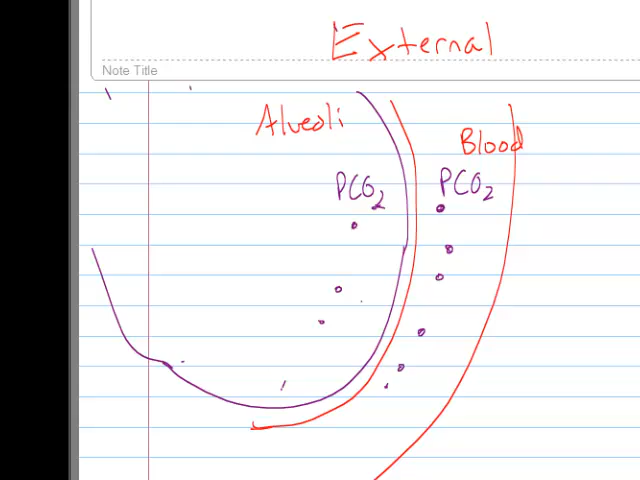 External
Note Title
Alveoli
Blood
PCO2
PCO2